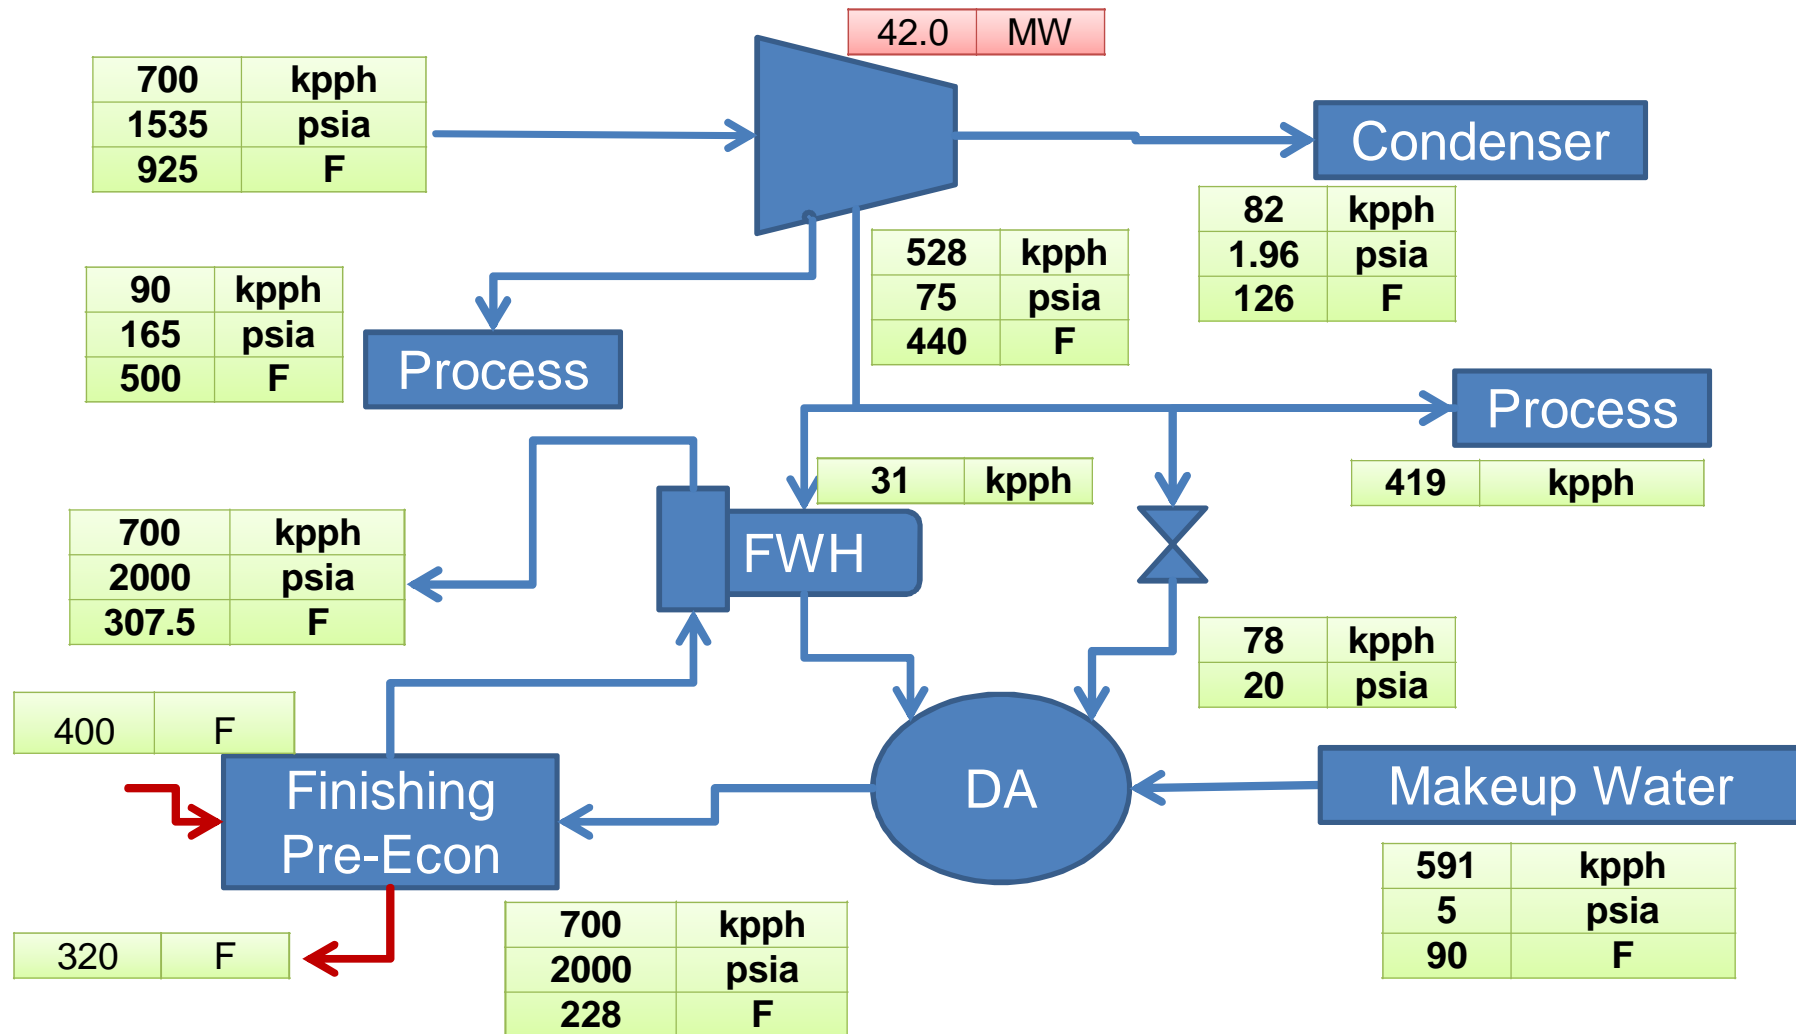 42.0 MW
700 kpph
1535 psia
925 F
Condenser
82 kpph
1.96 psia
126 F
528 kpph
75 psia
440 F
90 kpph
165 psia
500 F
Process
Process
31 kpph
419 kpph
700 kpph
2000 psia
307.5 F
FWH
78 kpph
20 psia
400 F
Finishing
Pre-Econ
DA
Makeup Water
591 kpph
5 psia
90 F
320 F
700 kpph
2000 psia
228 F